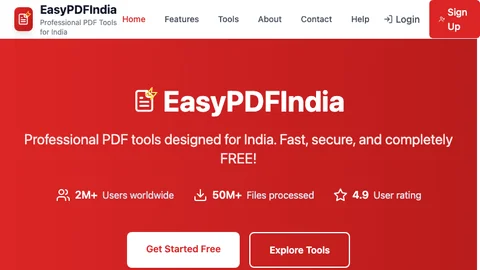 EasyPDFIndia
Professional PDF Tools
for India
Home
Features
Tools
About
Contact
Help
Login
Sign
Up
EasyPDFIndia
Professional PDF tools designed for India. Fast, secure, and completely
FREE!
2M+ Users worldwide
50M+ Files processed
4.9 User rating
Get Started Free
Explore Tools